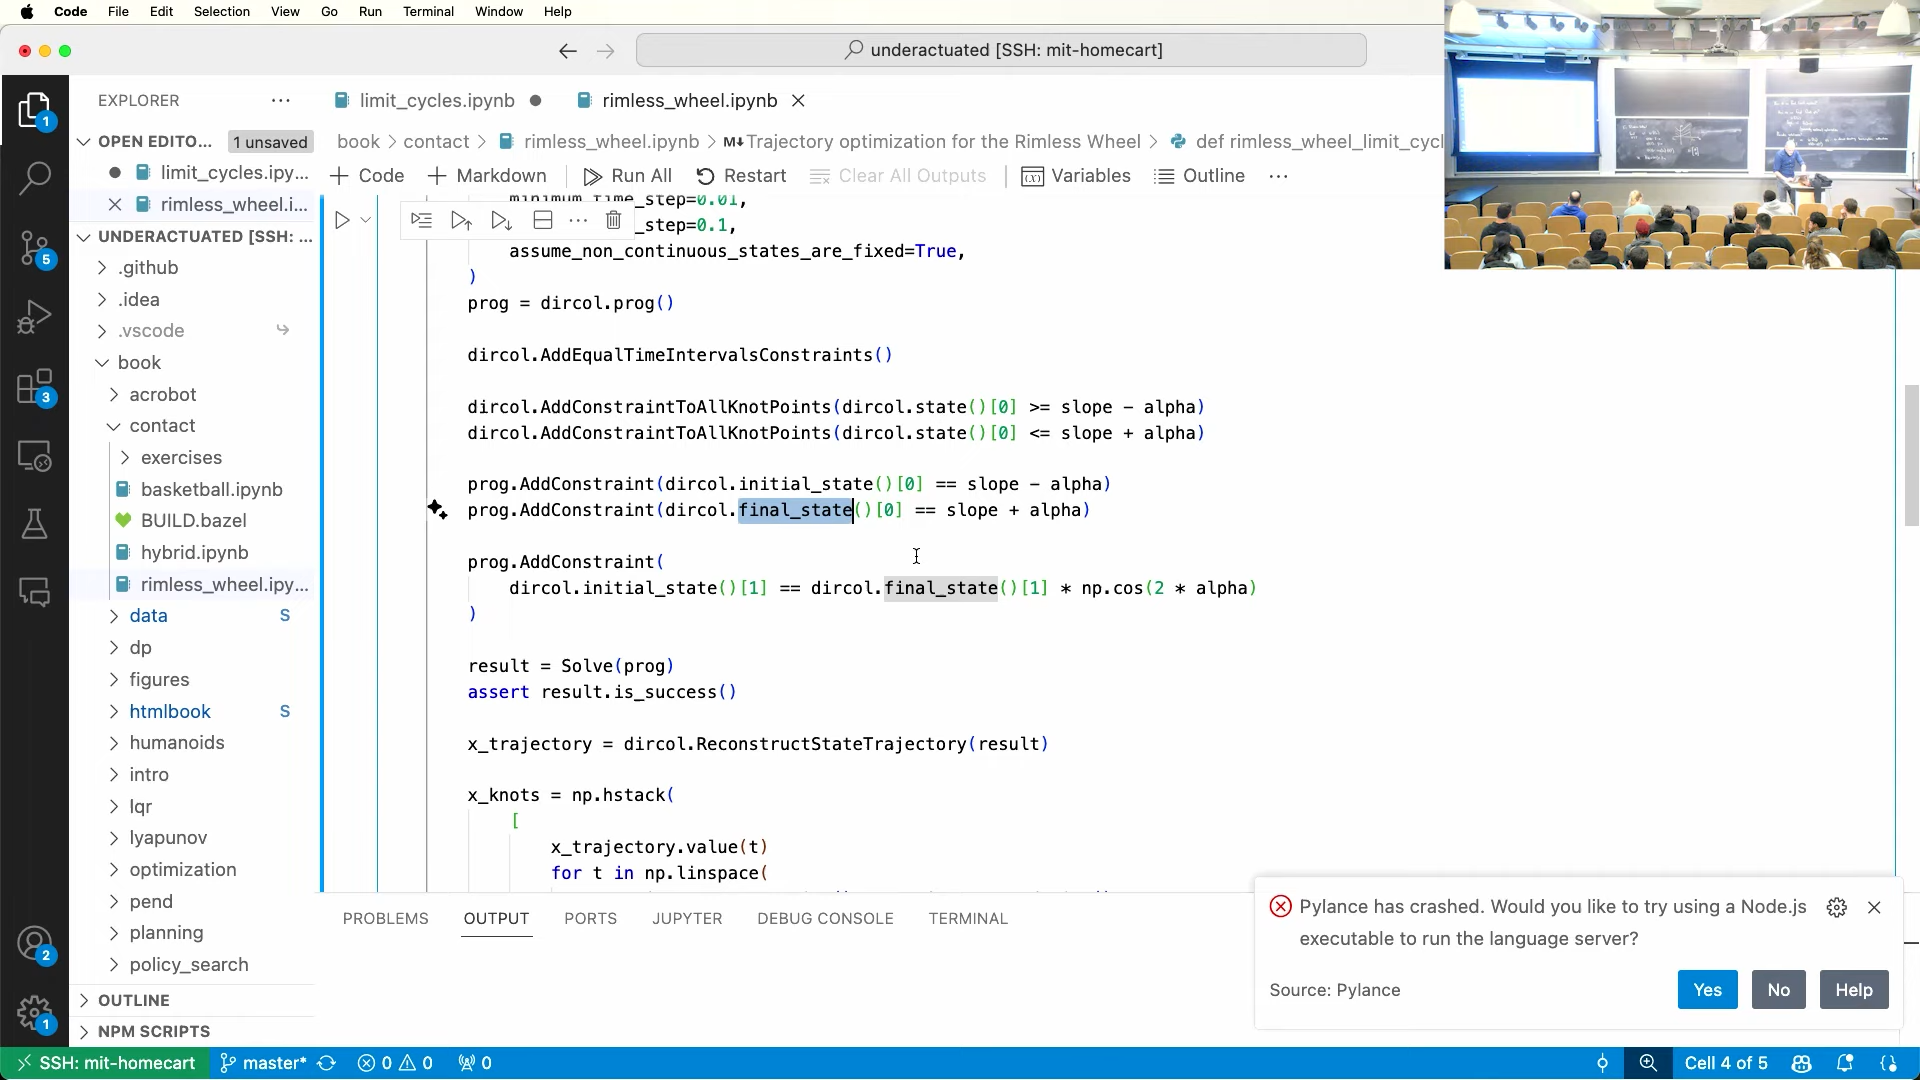 Code File Edit Selection View Go Run Terminal Window Help
underactuated [SSH: mit-homecart]
EXPLORER
limit_cycles.ipynb
rimless_wheel.ipynb
OPEN EDITO... 1 unsaved
book > contact > rimless_wheel.ipynb > M↓Trajectory optimization for the Rimless Wheel > def rimless_wheel_limit_cycl
limit_cycles.ipy...
+ Code + Markdown Run All Restart Clear All Outputs Variables Outline ...
rimless_wheel.i...
UNDERACTUATED [SSH: ...
.github
.idea
.vscode
book
acrobot
contact
exercises
basketball.ipynb
BUILD.bazel
hybrid.ipynb
rimless_wheel.ipy...
data S
dp
figures
htmlbook S
humanoids
intro
lqr
lyapunov
optimization
pend
planning
policy_search
OUTLINE
NPM SCRIPTS
1
5
3
2
1
minimum_time_step=0.01,
_step=0.1,
assume_non_continuous_states_are_fixed=True,
)
prog = dircol.prog()
dircol.AddEqualTimeIntervalsConstraints()
dircol.AddConstraintToAllKnotPoints(dircol.state()[0] >= slope - alpha)
dircol.AddConstraintToAllKnotPoints(dircol.state()[0] <= slope + alpha)
prog.AddConstraint(dircol.initial_state()[0] == slope - alpha)
prog.AddConstraint(dircol.final_state()[0] == slope + alpha)
prog.AddConstraint(
dircol.initial_state()[1] == dircol.final_state()[1] * np.cos(2 * alpha)
)
result = Solve(prog)
assert result.is_success()
x_trajectory = dircol.ReconstructStateTrajectory(result)
x_knots = np.hstack(
[
x_trajectory.value(t)
for t in np.linspace(
PROBLEMS OUTPUT PORTS JUPYTER DEBUG CONSOLE TERMINAL
Pylance has crashed. Would you like to try using a Node.js
executable to run the language server?
Source: Pylance
Yes No Help
SSH: mit-homecart master* 0 0 0 Cell 4 of 5